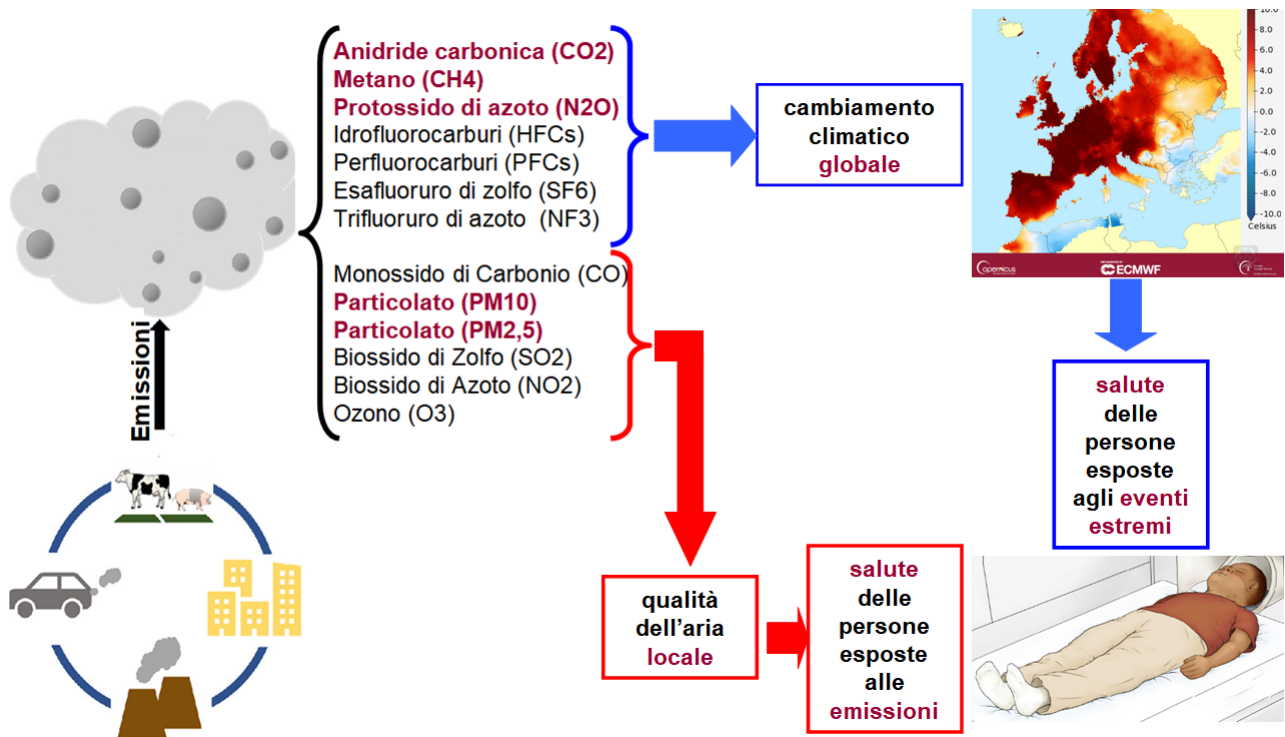 Anidride carbonica (CO2)
Metano (CH4)
Protossido di azoto (N2O)
Idrofluorocarburi (HFCs)
Perfluorocarburi (PFCs)
Esafluoruro di zolfo (SF6)
Trifluoruro di azoto (NF3)
Monossido di Carbonio (CO)
Particolato (PM10)
Particolato (PM2,5)
Biossido di Zolfo (SO2)
Biossido di Azoto (NO2)
Ozono (O3)
Emissioni
cambiamento
climatico
globale
10.0
8.0
6.0
4.0
2.0
0.0
-2.0
-4.0
-6.0
-8.0
-10.0
Celsius
Copernicus
ECMWF
salute
delle
persone
esposte
agli eventi
estremi
qualità
dell’aria
locale
salute
delle
persone
esposte
alle
emissioni